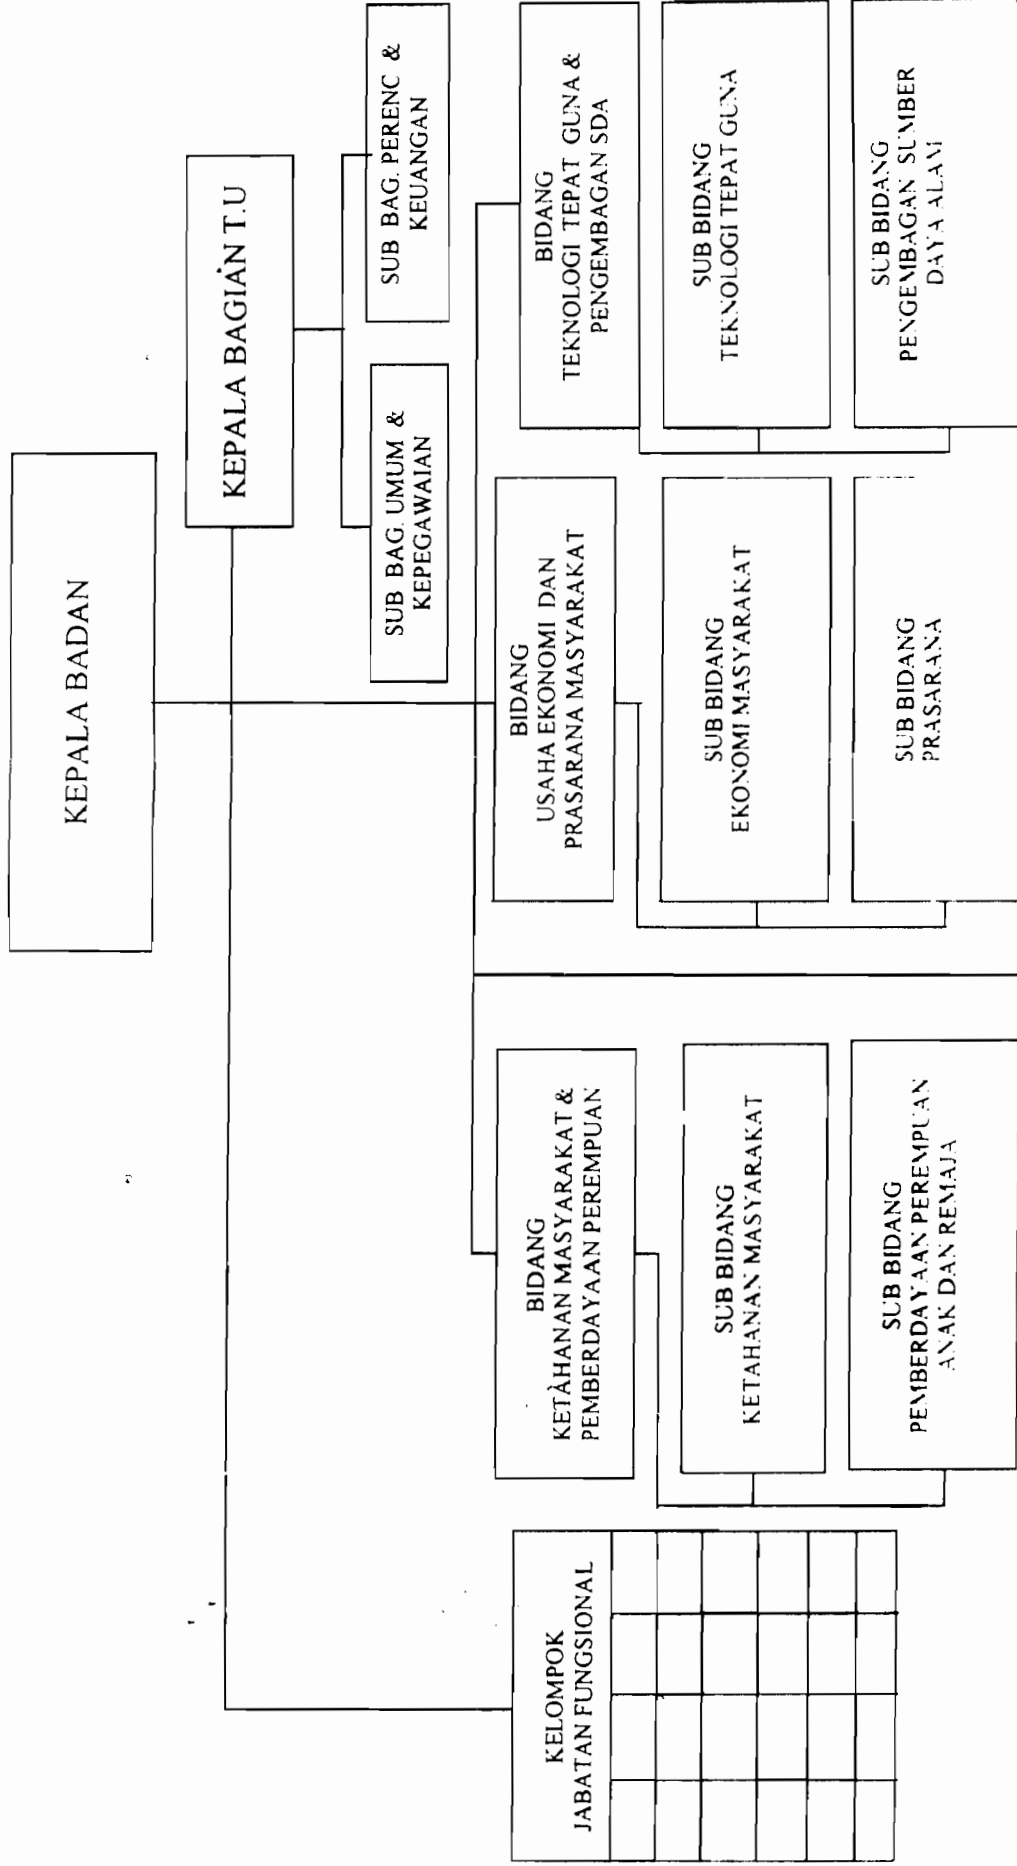 KEPALA BADAN
KEPALA BAGIAN T.U
SUB BAG. UMUM &
KEPEGAWAIAN
SUB BAG. PERENC &
KEUANGAN
KELOMPOK
JABATAN FUNGSIONAL
BIDANG
KETAHANAN MASYARAKAT &
PEMBERDAYAAN PEREMPUAN
BIDANG
USAHA EKONOMI DAN
PRASARANA MASYARAKAT
BIDANG
TEKNOLOGI TEPAT GUNA &
PENGEMBAGAN SDA
SUB BIDANG
KETAHANAN MASYARAKAT
SUB BIDANG
EKONOMI MASYARAKAT
SUB BIDANG
TEKNOLOGI TEPAT GUNA
SUB BIDANG
PEMBERDAYAAN PEREMPUAN
ANAK DAN REMAJA
SUB BIDANG
PRASARANA
SUB BIDANG
PENGEMBAGAN SUMBER
DAYA ALAM